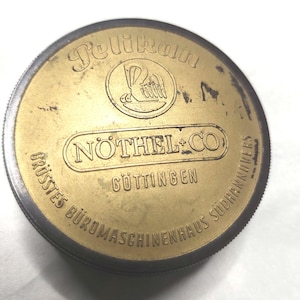 Pelikan
NÖTHEL+CO
GÖTTINGEN
GRÖSSTES BÜROMASCHINENHAUS SÜDHANNOVERS